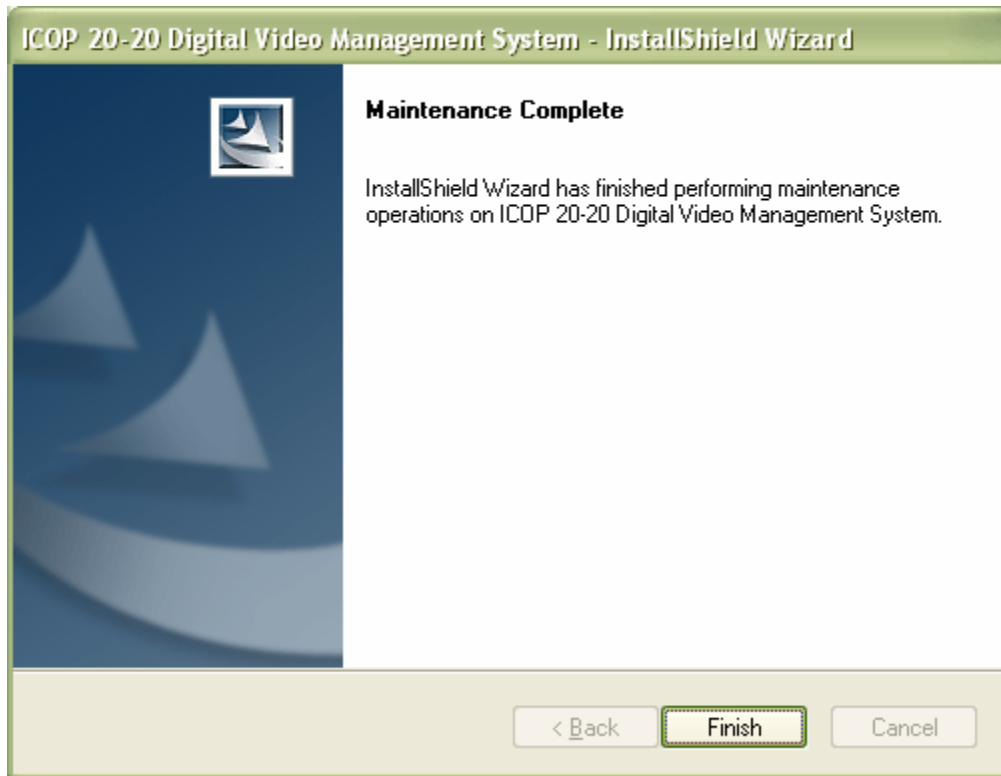 ICOP 20-20 Digital Video Management System - InstallShield Wizard
Maintenance Complete
InstallShield Wizard has finished performing maintenance
operations on ICOP 20-20 Digital Video Management System.
< Back
Finish
Cancel